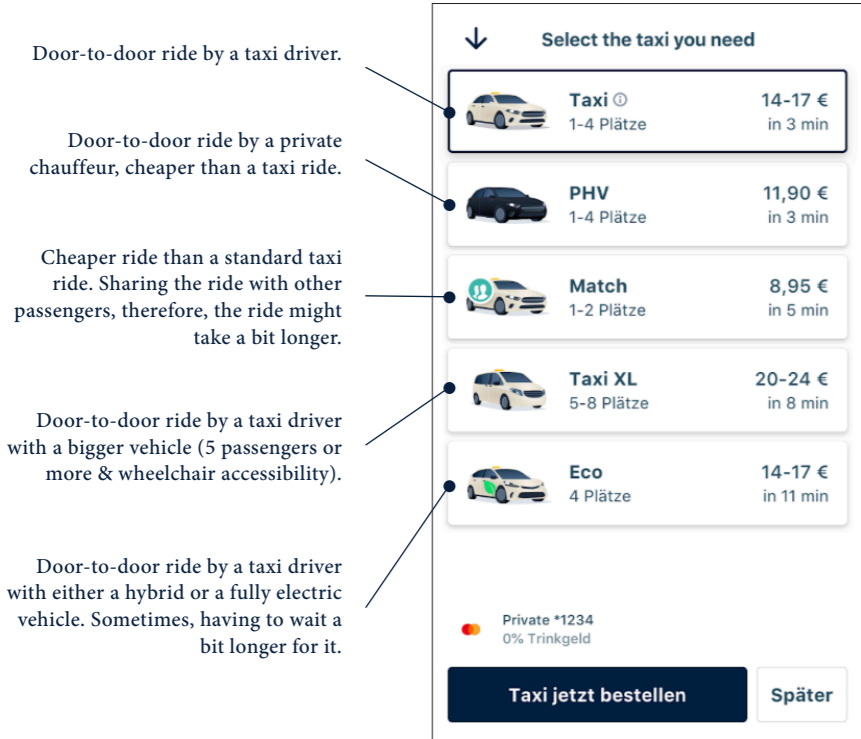 Door-to-door ride by a taxi driver.
Door-to-door ride by a private
chauffeur, cheaper than a taxi ride.
Cheaper ride than a standard taxi
ride. Sharing the ride with other
passengers, therefore, the ride might
take a bit longer.
Door-to-door ride by a taxi driver
with a bigger vehicle (5 passengers or
more & wheelchair accessibility).
Door-to-door ride by a taxi driver
with either a hybrid or a fully electric
vehicle. Sometimes, having to wait a
bit longer for it.
Select the taxi you need
Taxi 14-17 €
1-4 Plätze in 3 min
PHV 11,90 €
1-4 Plätze in 3 min
Match 8,95 €
1-2 Plätze in 5 min
Taxi XL 20-24 €
5-8 Plätze in 8 min
Eco 14-17 €
4 Plätze in 11 min
Private *1234
0% Trinkgeld
Taxi jetzt bestellen Später